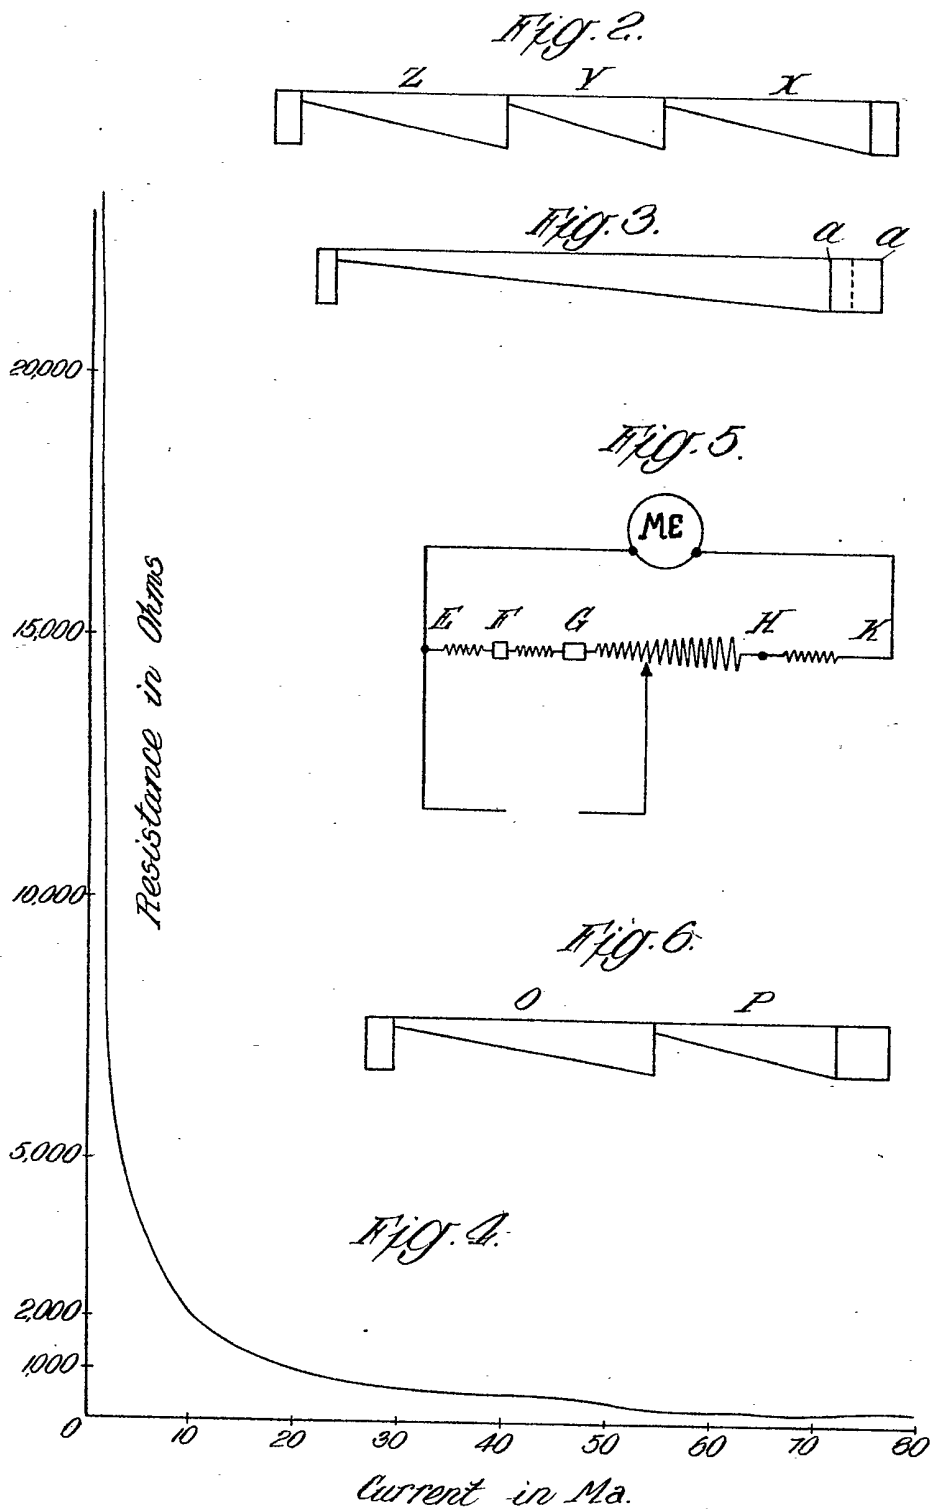 Fig. 2.
Z Y X
Fig. 3.
a a
20,000
15,000
10,000
5,000
2,000
1,000
0
Resistance in Ohms
Fig. 5.
ME
E F G H K
Fig. 6.
O P
Fig. 4.
10 20 30 40 50 60 70 80
Current in Ma.